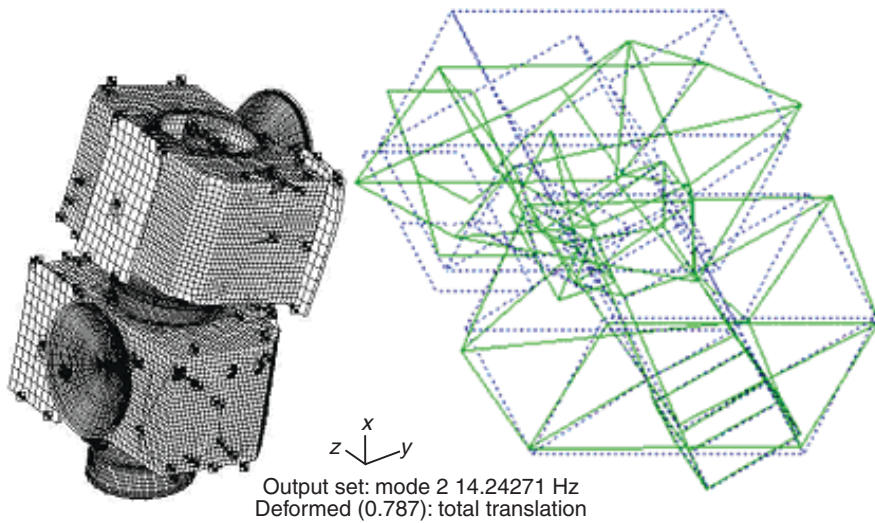 x
z
y
Output set: mode 2 14.24271 Hz
Deformed (0.787): total translation